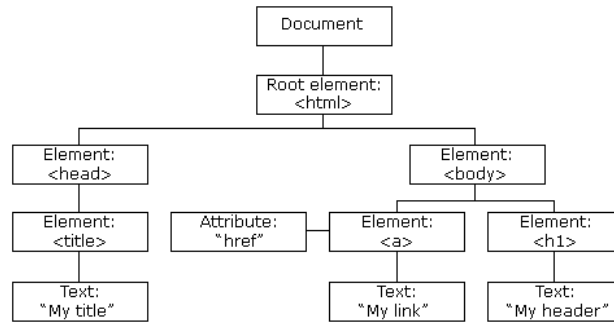 Document
Root element:
<html>
Element:
<head>
Element:
<body>
Element:
<title>
Attribute:
"href"
Element:
<a>
Element:
<h1>
Text:
"My title"
Text:
"My link"
Text:
"My header"